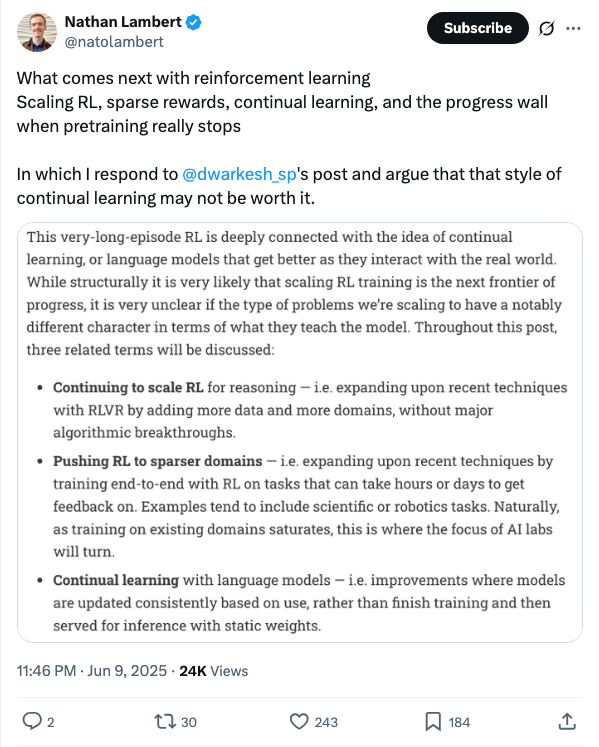 Nathan Lambert
@natolambert
Subscribe
What comes next with reinforcement learning
Scaling RL, sparse rewards, continual learning, and the progress wall
when pretraining really stops
In which I respond to @dwarkesh_sp's post and argue that that style of
continual learning may not be worth it.
This very-long-episode RL is deeply connected with the idea of continual
learning, or language models that get better as they interact with the real world.
While structurally it is very likely that scaling RL training is the next frontier of
progress, it is very unclear if the type of problems we're scaling to have a notably
different character in terms of what they teach the model. Throughout this post,
three related terms will be discussed:
• Continuing to scale RL for reasoning — i.e. expanding upon recent techniques
with RLVR by adding more data and more domains, without major
algorithmic breakthroughs.
• Pushing RL to sparser domains — i.e. expanding upon recent techniques by
training end-to-end with RL on tasks that can take hours or days to get
feedback on. Examples tend to include scientific or robotics tasks. Naturally,
as training on existing domains saturates, this is where the focus of AI labs
will turn.
• Continual learning with language models — i.e. improvements where models
are updated consistently based on use, rather than finish training and then
served for inference with static weights.
11:46 PM · Jun 9, 2025 · 24K Views
2 30 243 184